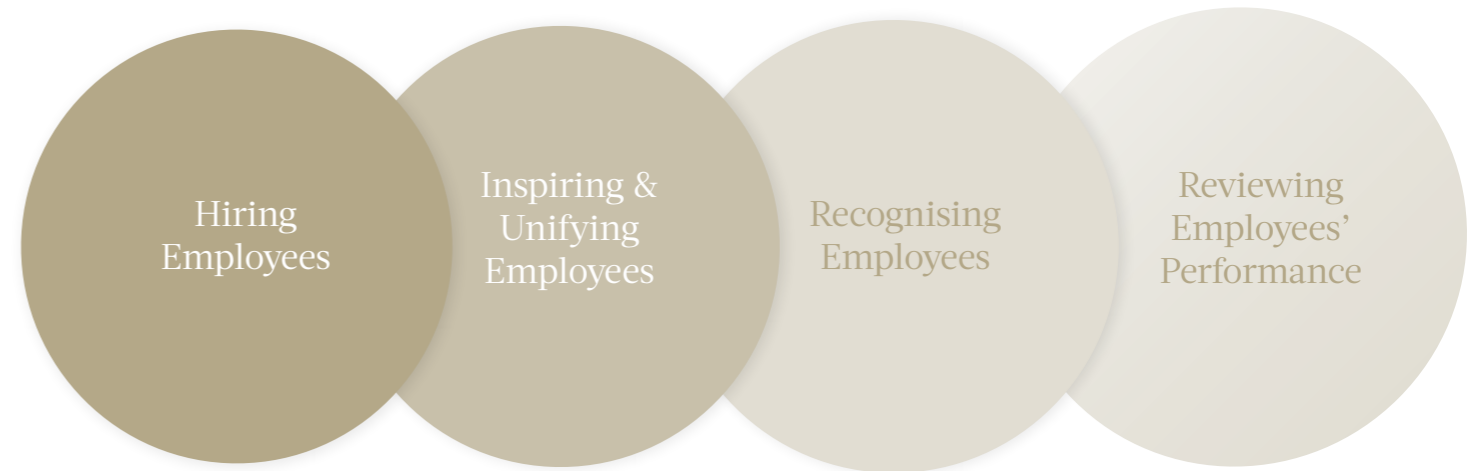 Hiring
Employees
Inspiring &
Unifying
Employees
Recognising
Employees
Reviewing
Employees’
Performance